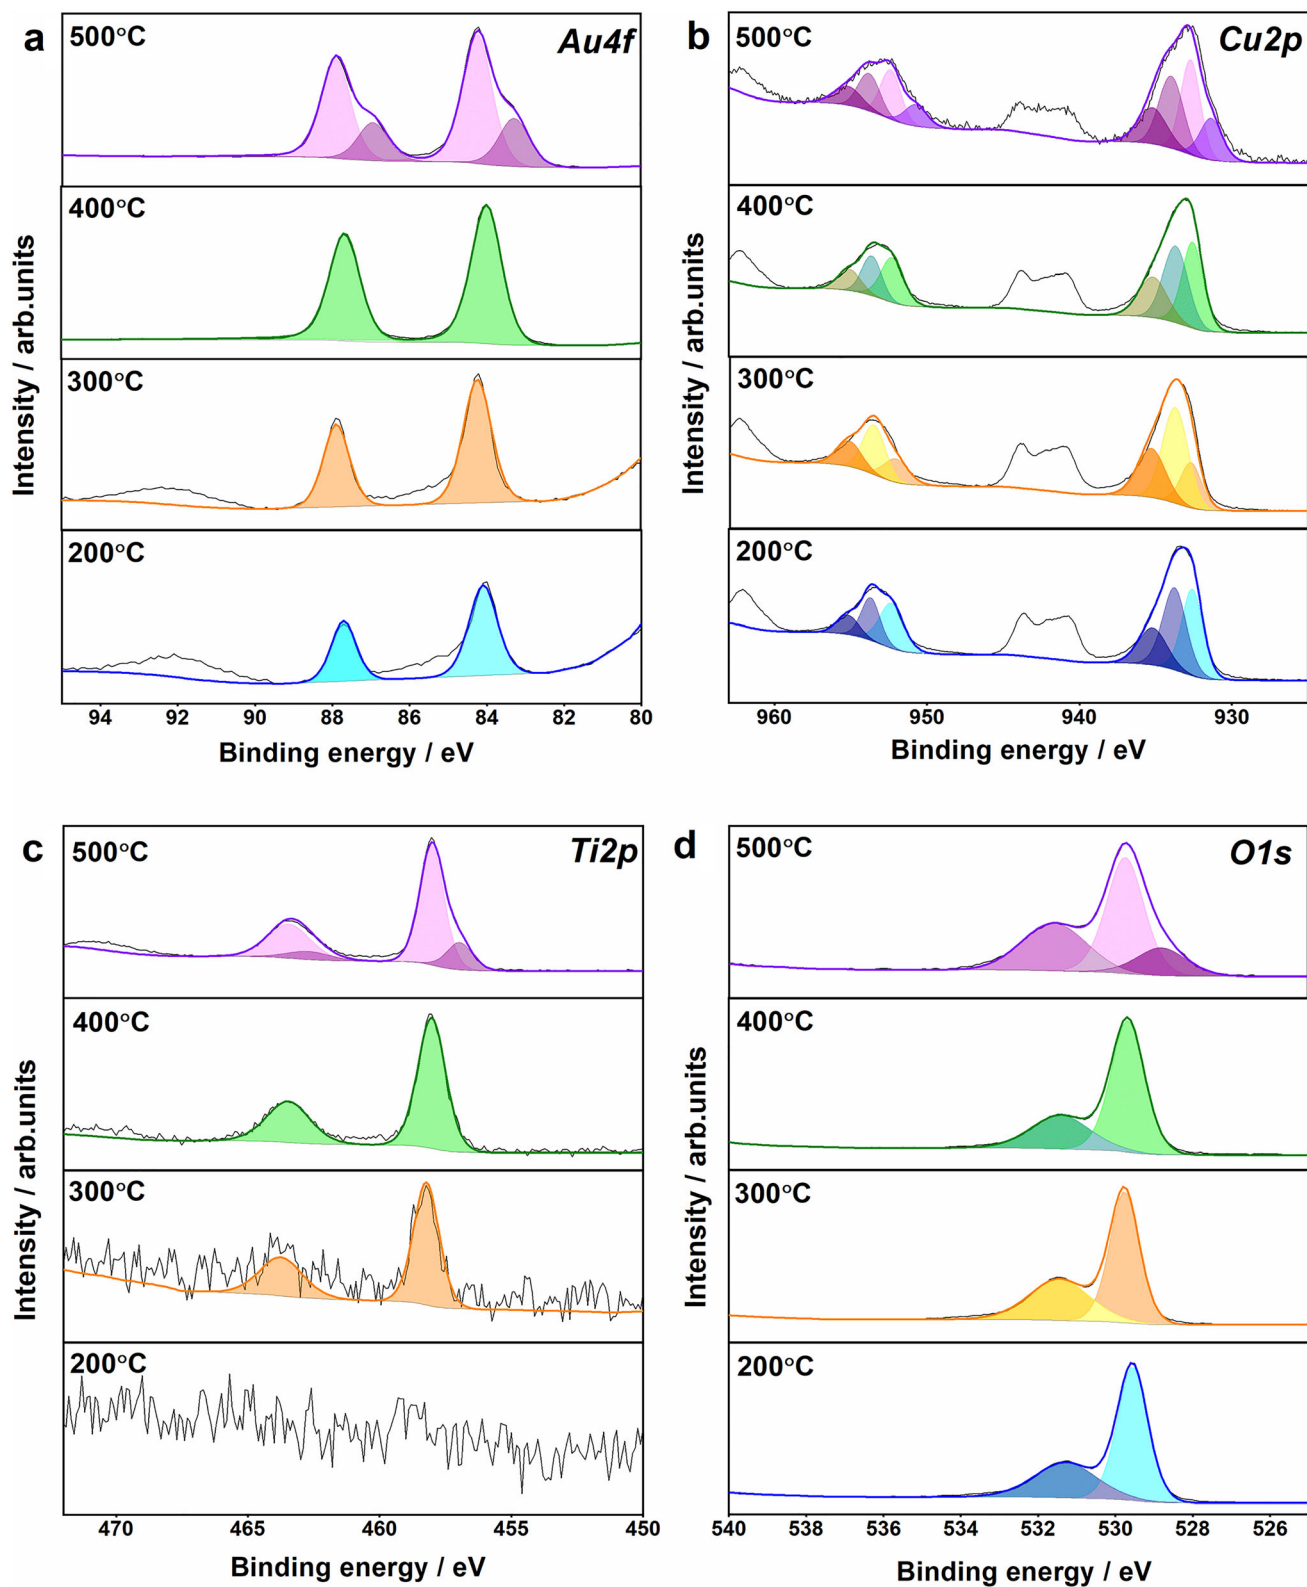 a
500°C
Au4f
400°C
300°C
200°C
Intensity / arb.units
94 92 90 88 86 84 82 80
Binding energy / eV
b
500°C
Cu2p
400°C
300°C
200°C
Intensity / arb.units
960 950 940 930
Binding energy / eV
c
500°C
Ti2p
400°C
300°C
200°C
Intensity / arb.units
470 465 460 455 450
Binding energy / eV
d
500°C
O1s
400°C
300°C
200°C
Intensity / arb.units
540 538 536 534 532 530 528 526
Binding energy / eV